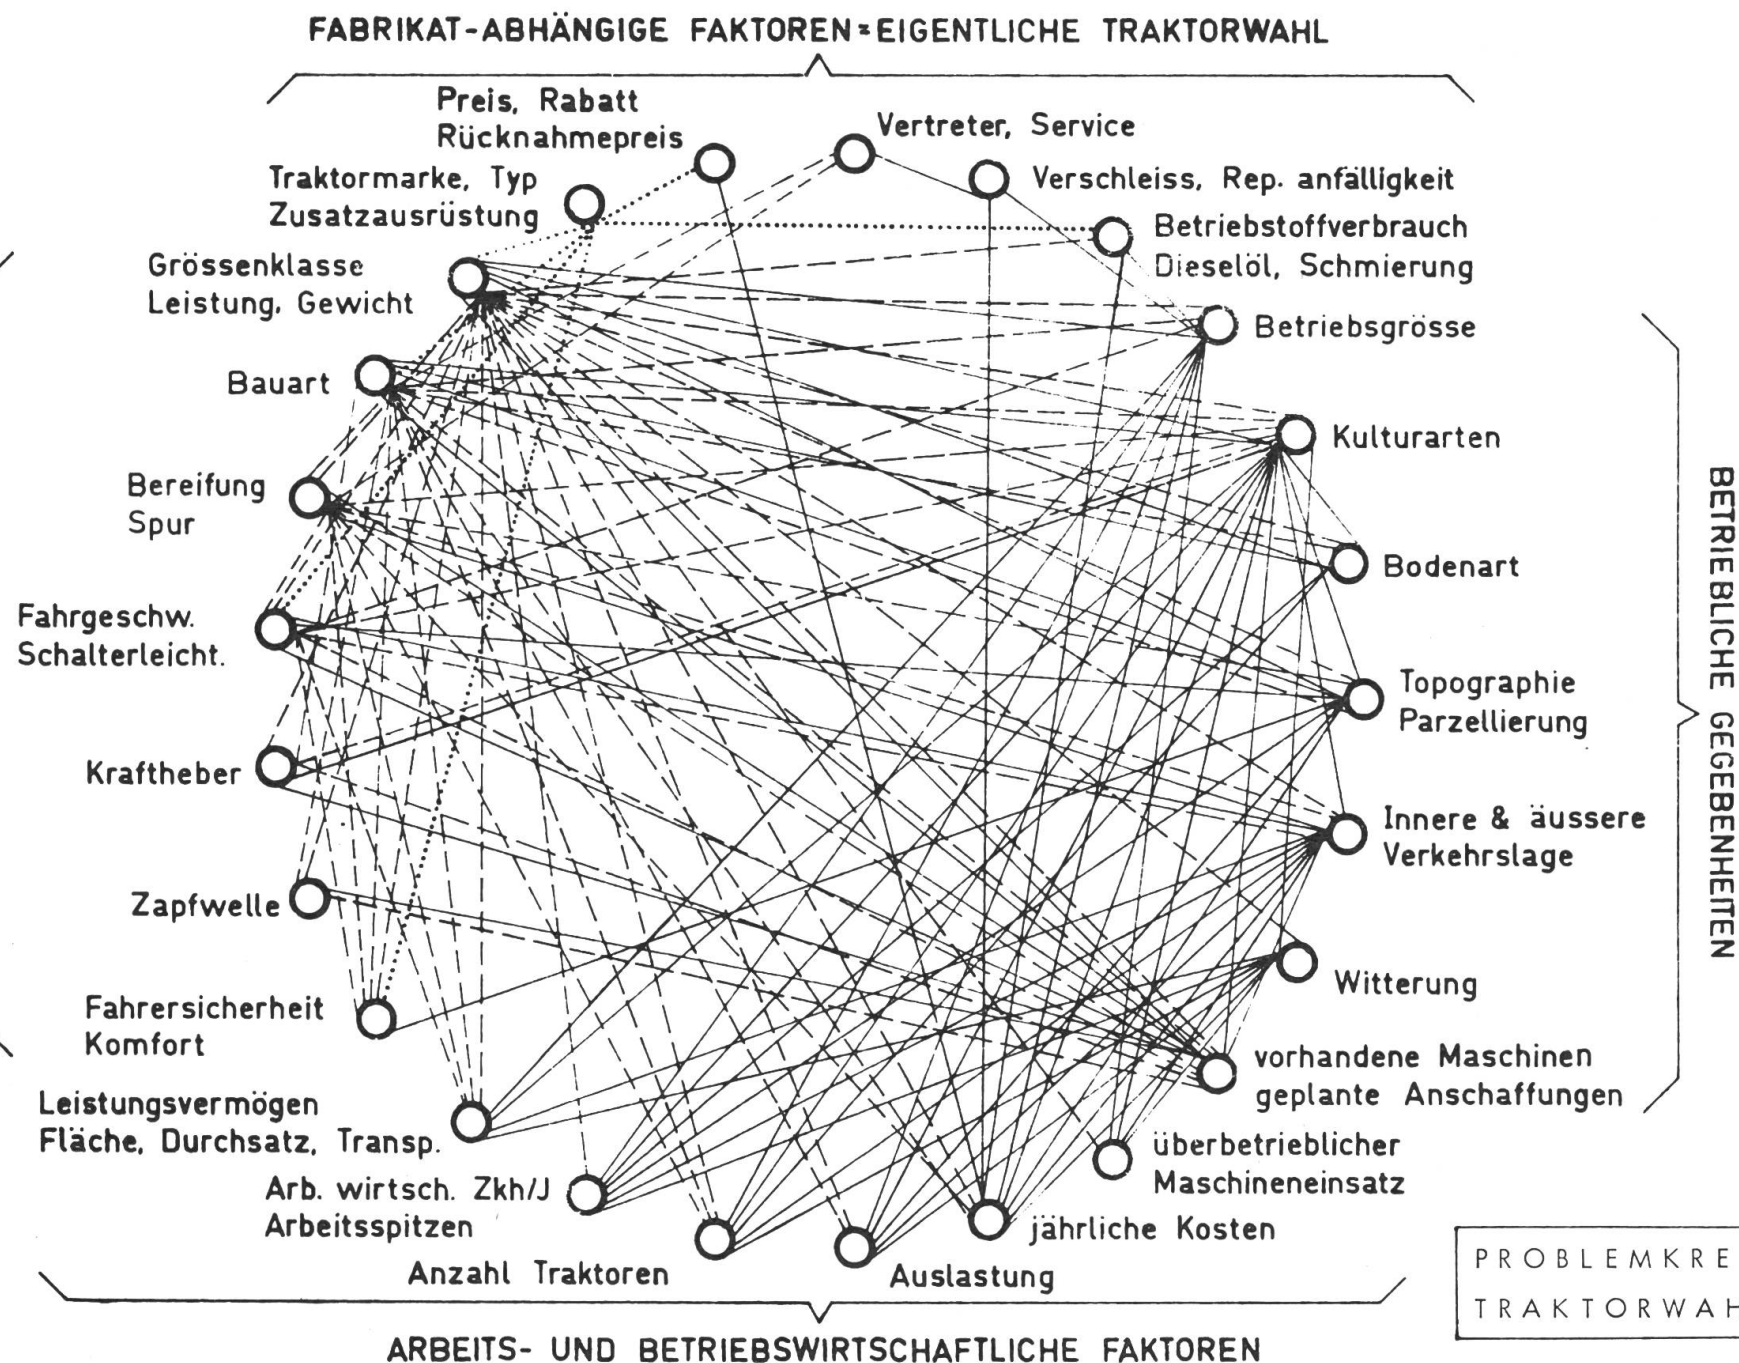 FABRIKAT-ABHÄNGIGE FAKTOREN=EIGENTLICHE TRAKTORWAHL
Preis, Rabatt
Rücknahmepreis
Vertreter, Service
Traktormarke, Typ
Zusatzausrüstung
Verschleiss, Rep. anfälligkeit
Betriebstoffverbrauch
Dieselöl, Schmierung
Grössenklasse
Leistung, Gewicht
Betriebsgrösse
Bauart
Kulturarten
Bereifung
Spur
Bodenart
Fahrgeschw.
Schalterleicht.
Topographie
Parzellierung
Kraftheber
Innere & äussere
Verkehrslage
Zapfwelle
Witterung
Fahrersicherheit
Komfort
vorhandene Maschinen
geplante Anschaffungen
Leistungsvermögen
Fläche, Durchsatz, Transp.
überbetrieblicher
Maschineneinsatz
Arb. wirtsch. Zkh/J
Arbeitsspitzen
jährliche Kosten
Anzahl Traktoren
Auslastung
BETRIEBLICHE GEGEBENHEITEN
ARBEITS- UND BETRIEBSWIRTSCHAFTLICHE FAKTOREN
PROBLEMKRE
TRAKTORWAH